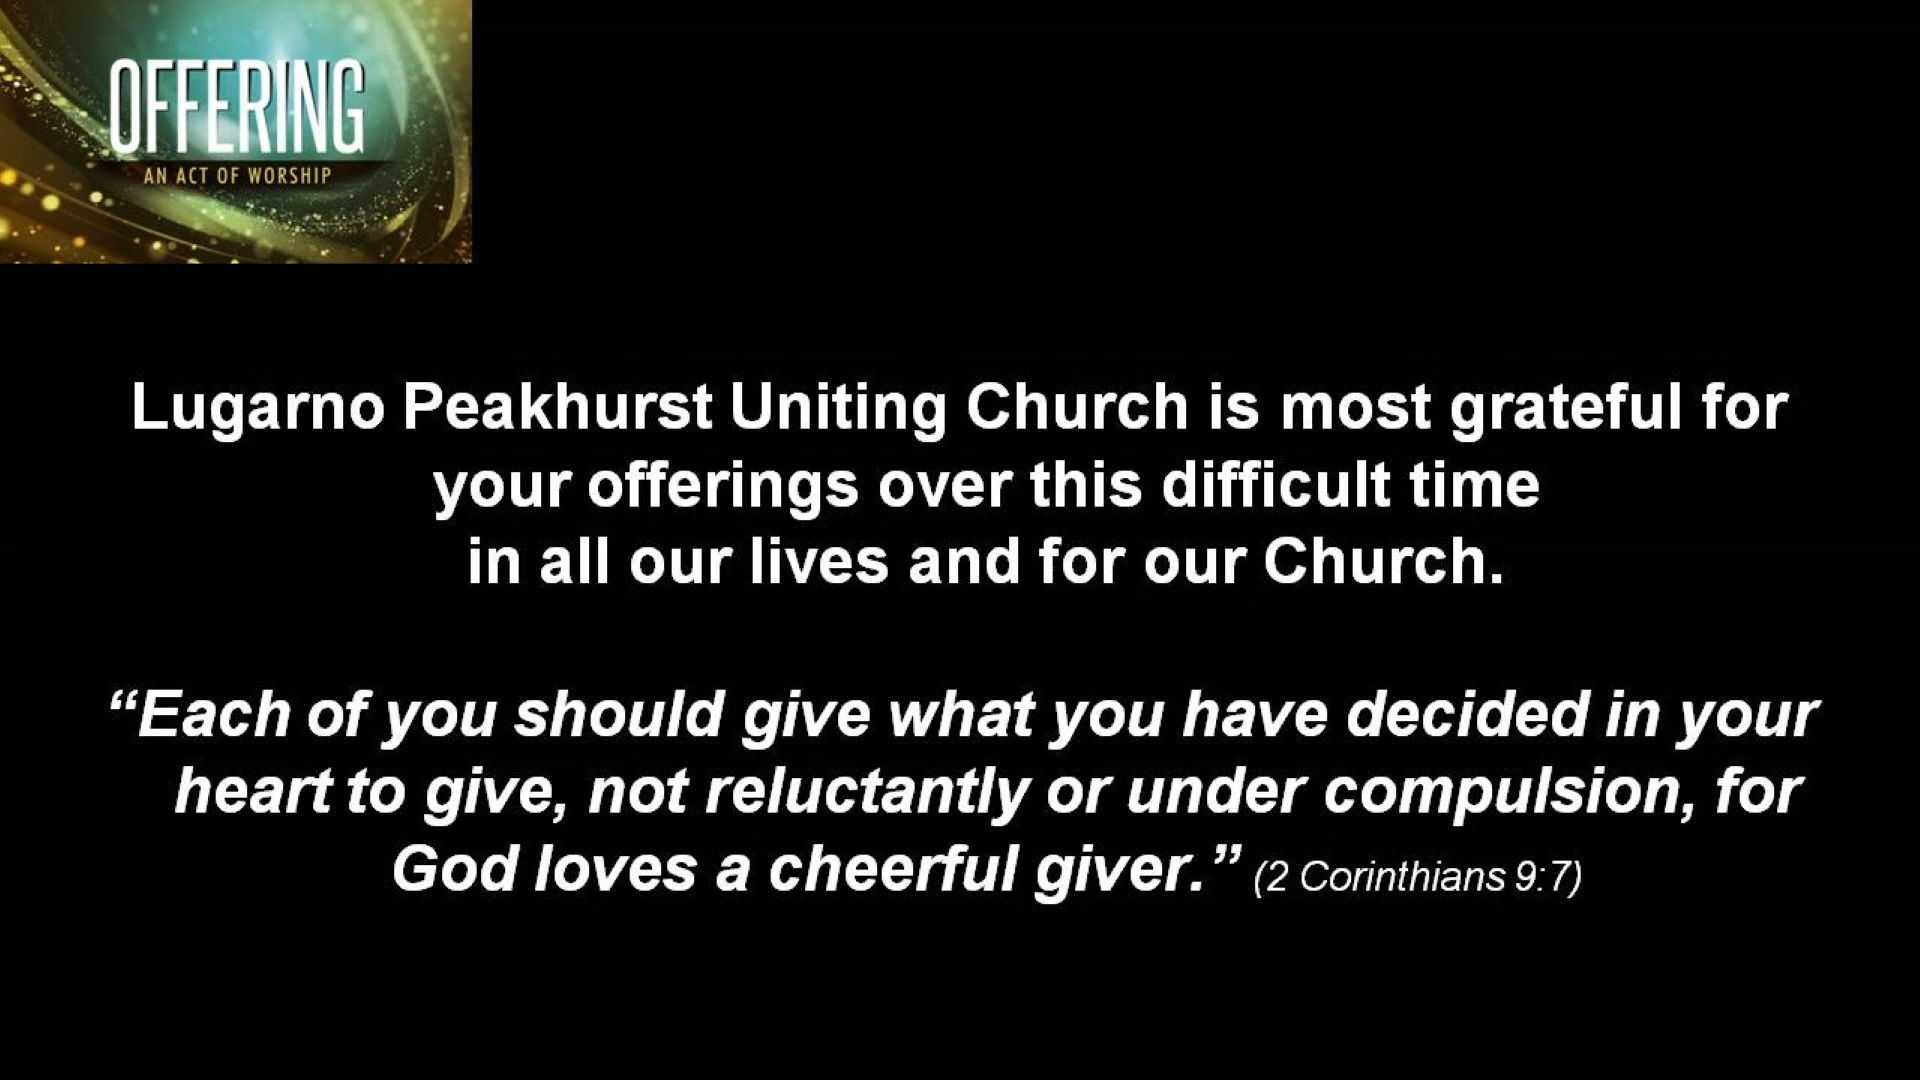 OFFERING
AN ACT OF WORSHIP
Lugarno Peakhurst Uniting Church is most grateful for
your offerings over this difficult time
in all our lives and for our Church.
“Each of you should give what you have decided in your
heart to give, not reluctantly or under compulsion, for
God loves a cheerful giver.” (2 Corinthians 9:7)